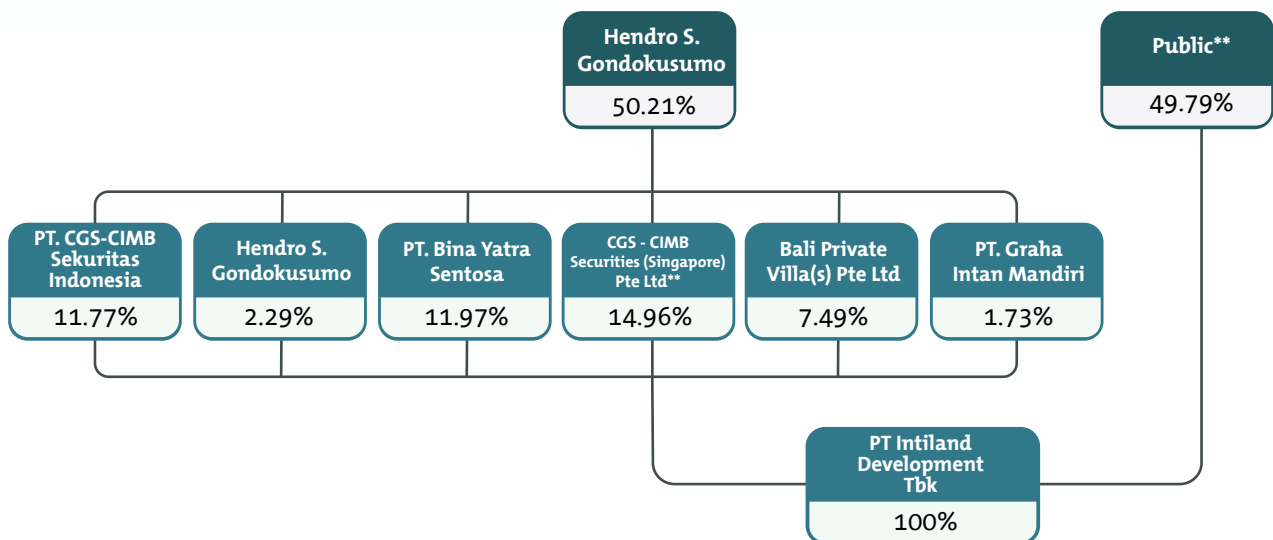 Hendro S.
Gondokusumo
50.21%
Public**
49.79%
PT. CGS-CIMB
Sekuritas
Indonesia
11.77%
Hendro S.
Gondokusumo
2.29%
PT. Bina Yatra
Sentosa
11.97%
CGS - CIMB
Securities (Singapore)
Pte Ltd**
14.96%
Bali Private
Villa(s) Pte Ltd
7.49%
PT. Graha
Intan Mandiri
1.73%
PT Intiland
Development
Tbk
100%